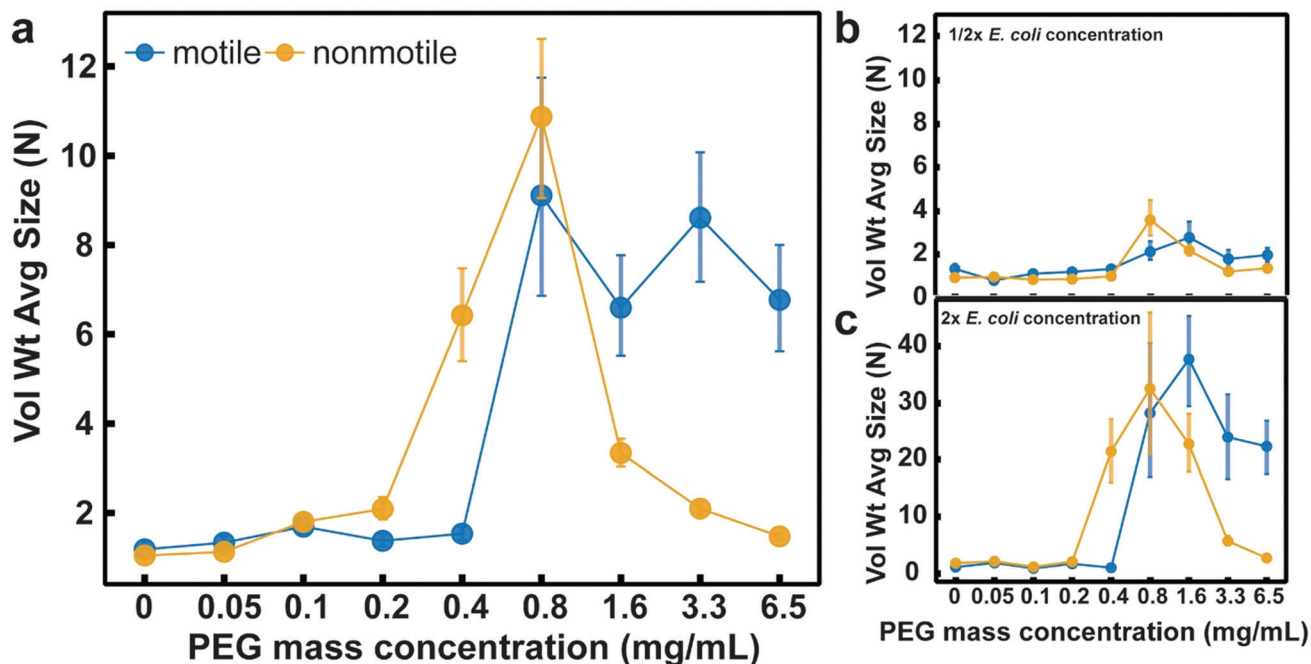 a
motile nonmotile
Vol Wt Avg Size (N)
12
10
8
6
4
2
0 0.05 0.1 0.2 0.4 0.8 1.6 3.3 6.5
PEG mass concentration (mg/mL)
b
1/2x E. coli concentration
Vol Wt Avg Size (N)
12
10
8
6
4
2
0
c
2x E. coli concentration
Vol Wt Avg Size (N)
40
30
20
10
0
0 0.05 0.1 0.2 0.4 0.8 1.6 3.3 6.5
PEG mass concentration (mg/mL)